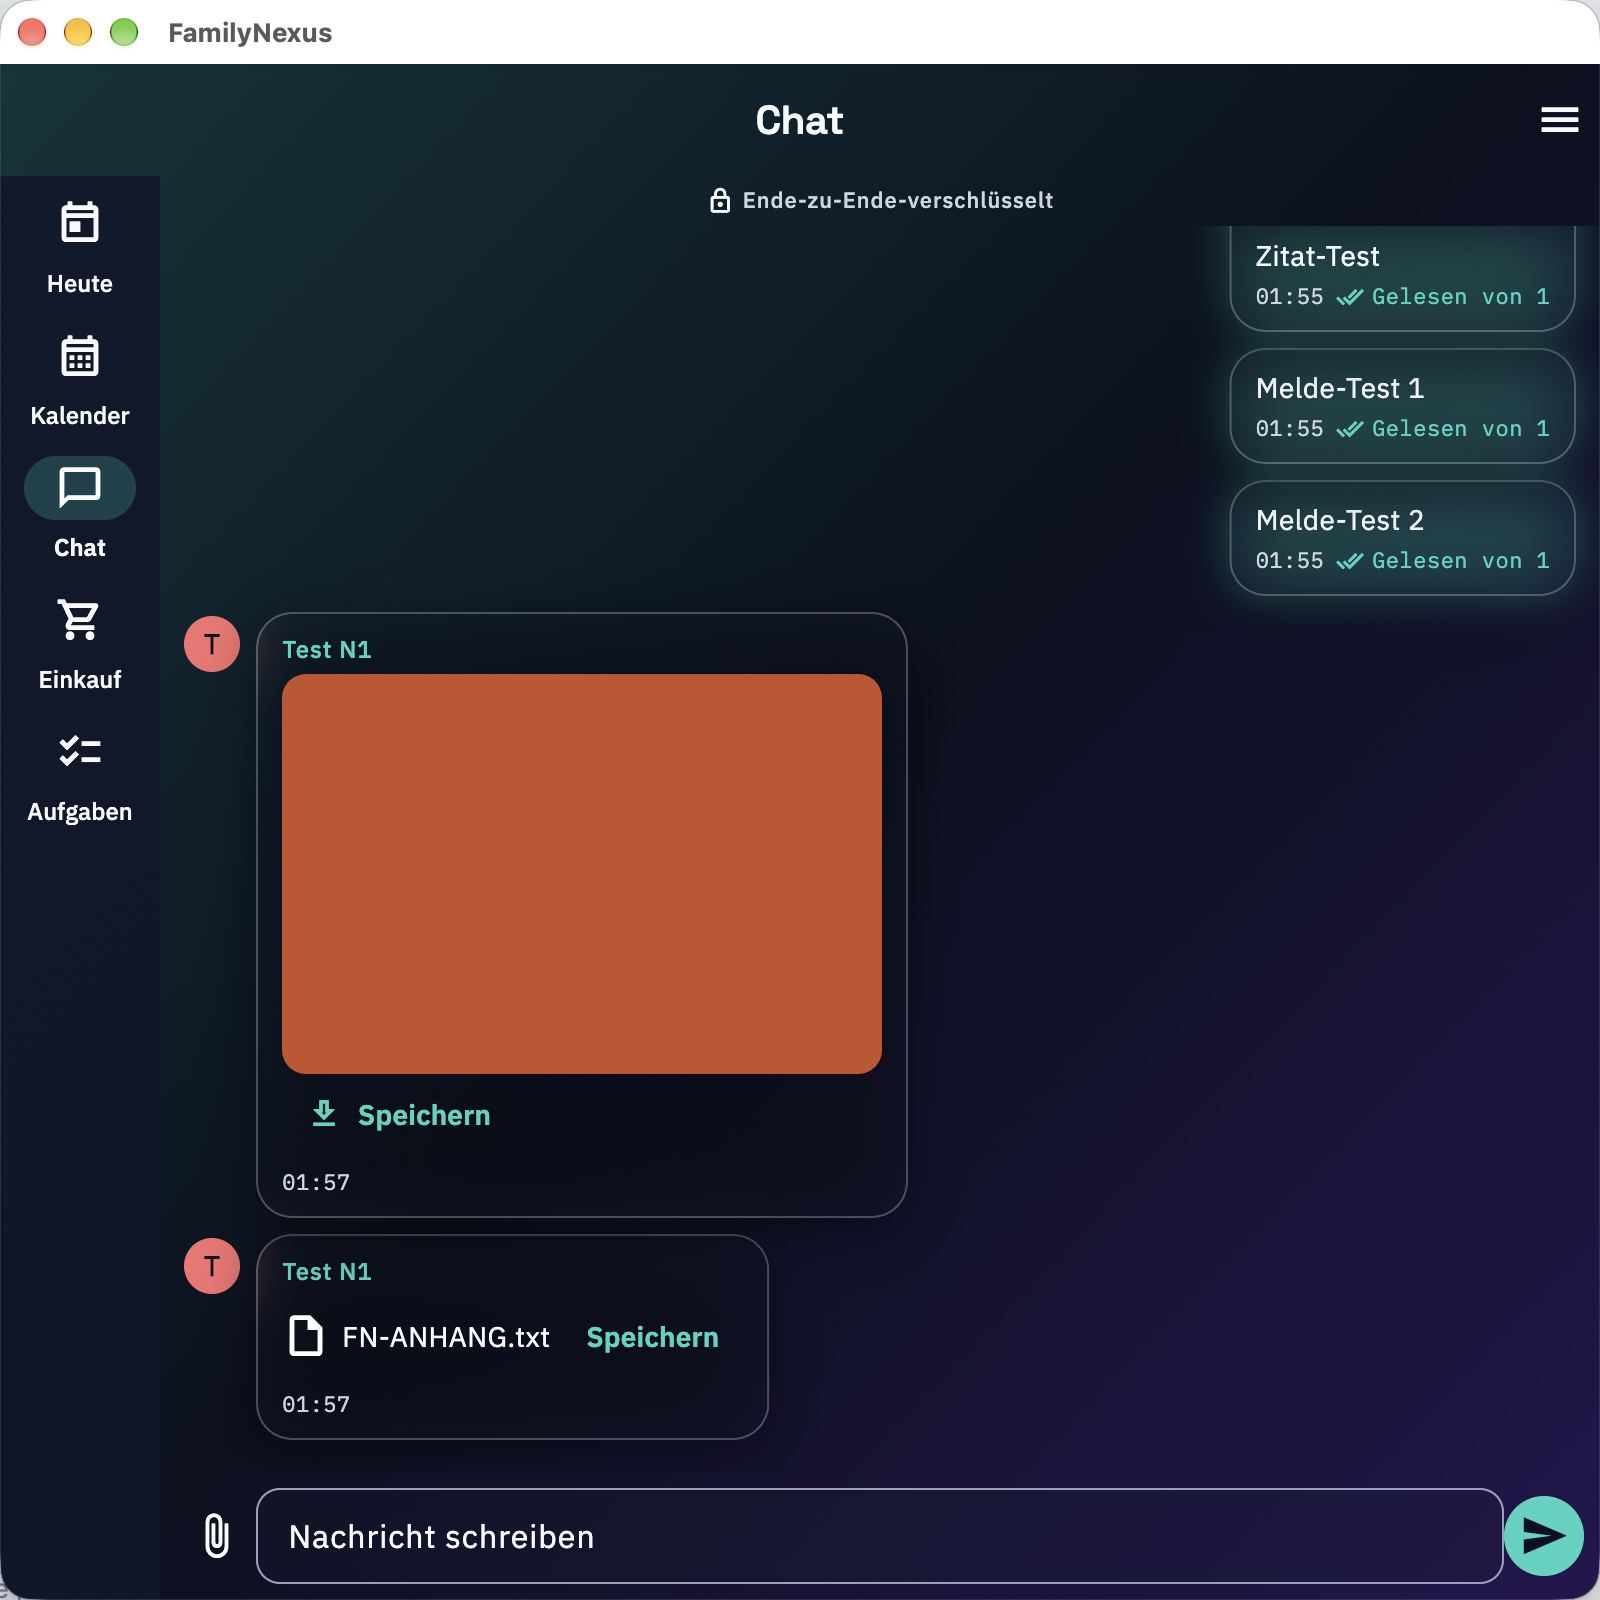 FamilyNexus
Chat
Ende-zu-Ende-verschlüsselt
Heute
Kalender
Chat
Einkauf
Aufgaben
Zitat-Test
01:55 Gelesen von 1
Melde-Test 1
01:55 Gelesen von 1
Melde-Test 2
01:55 Gelesen von 1
T
Test N1
Speichern
01:57
T
Test N1
FN-ANHANG.txt Speichern
01:57
Nachricht schreiben